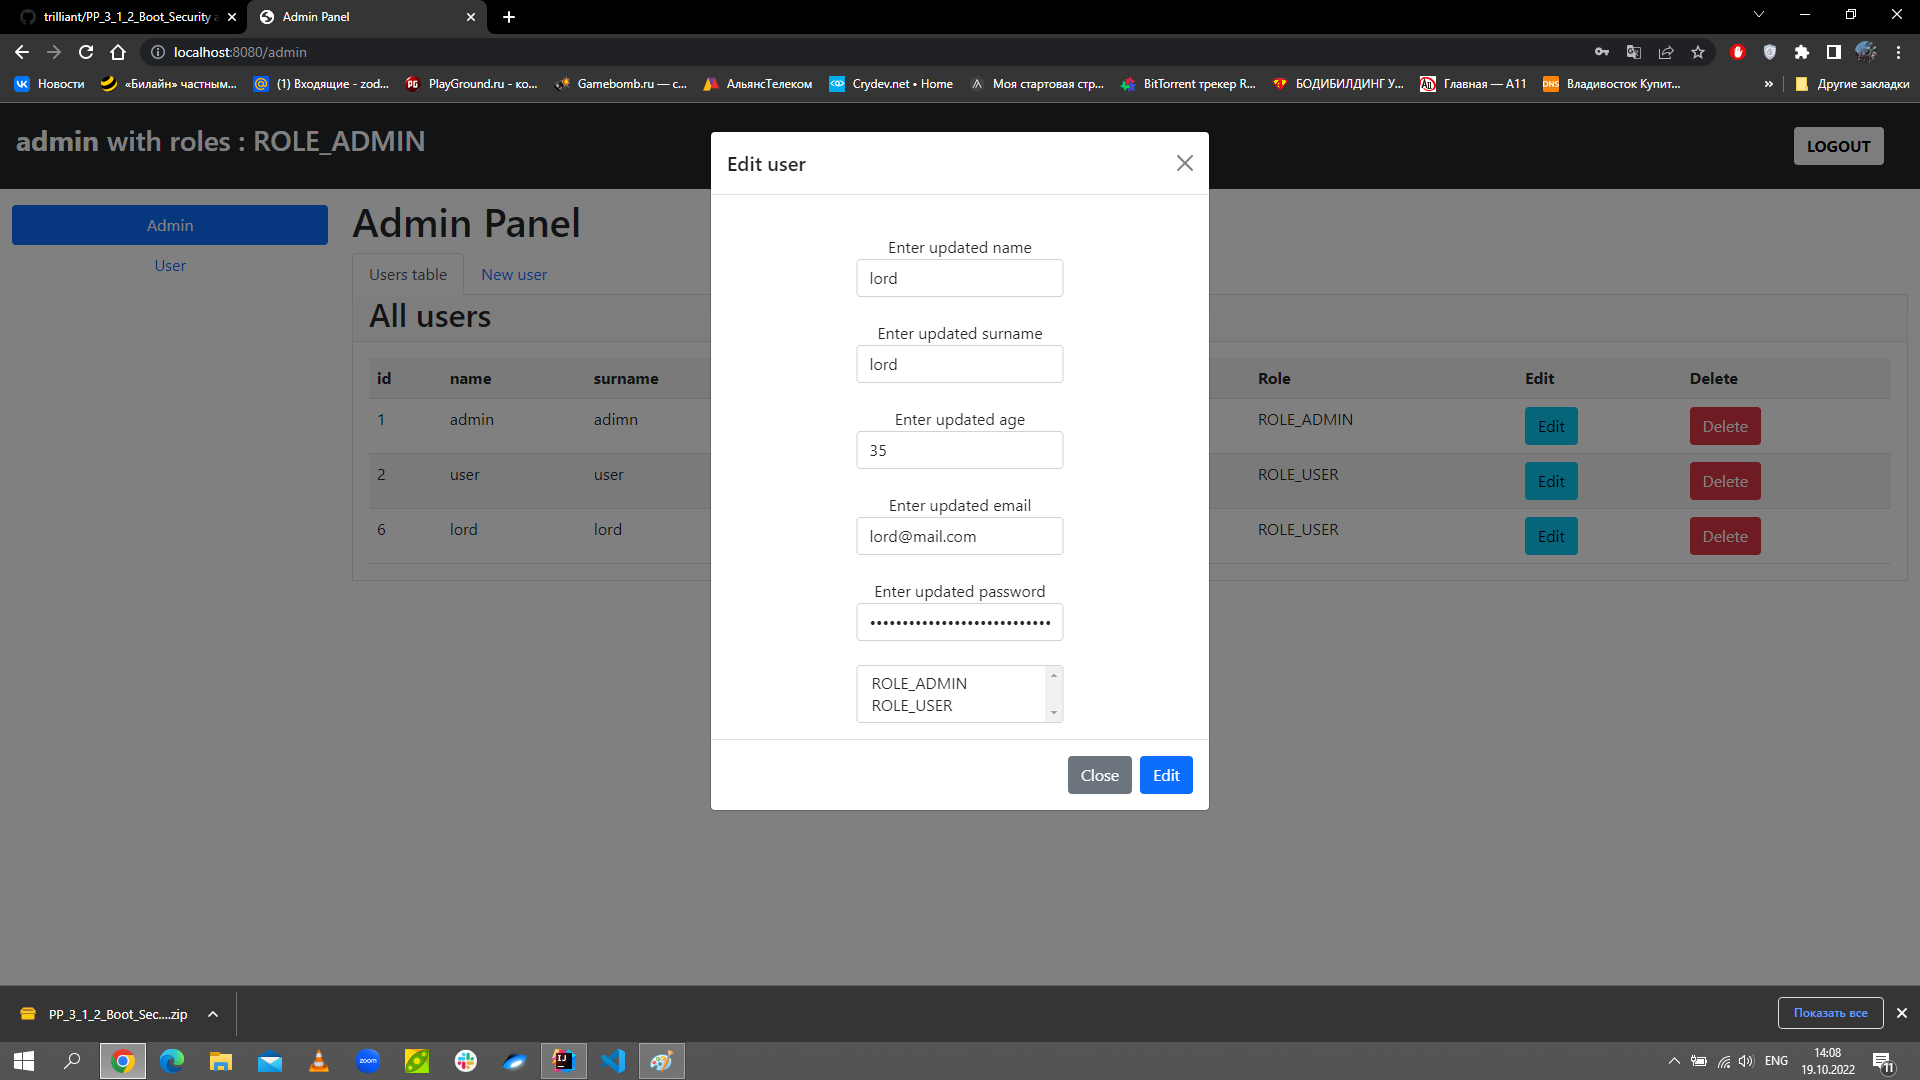 trilliant/PP_3_1_2_Boot_Security
Admin Panel
localhost:8080/admin
Новости
«Билайн» частным...
(1) Входящие - zod...
PlayGround.ru - ко...
Gamebomb.ru — с...
АльянсТелеком
Crydev.net • Home
Моя стартовая стр...
BitTorrent трекер R...
БОДИБИЛДИНГ У...
Главная — А11
Владивосток Купит...
»
Другие закладки
admin with roles : ROLE_ADMIN
LOGOUT
Admin
User
Admin Panel
Users table
New user
All users
id name surname Role Edit Delete
1 admin adimn ROLE_ADMIN Edit Delete
2 user user ROLE_USER Edit Delete
6 lord lord ROLE_USER Edit Delete
Edit user
Enter updated name
lord
Enter updated surname
lord
Enter updated age
35
Enter updated email
lord@mail.com
Enter updated password
ROLE_ADMIN
ROLE_USER
Close
Edit
PP_3_1_2_Boot_Sec....zip
Показать все
zoom
ENG
14:08
19.10.2022
11